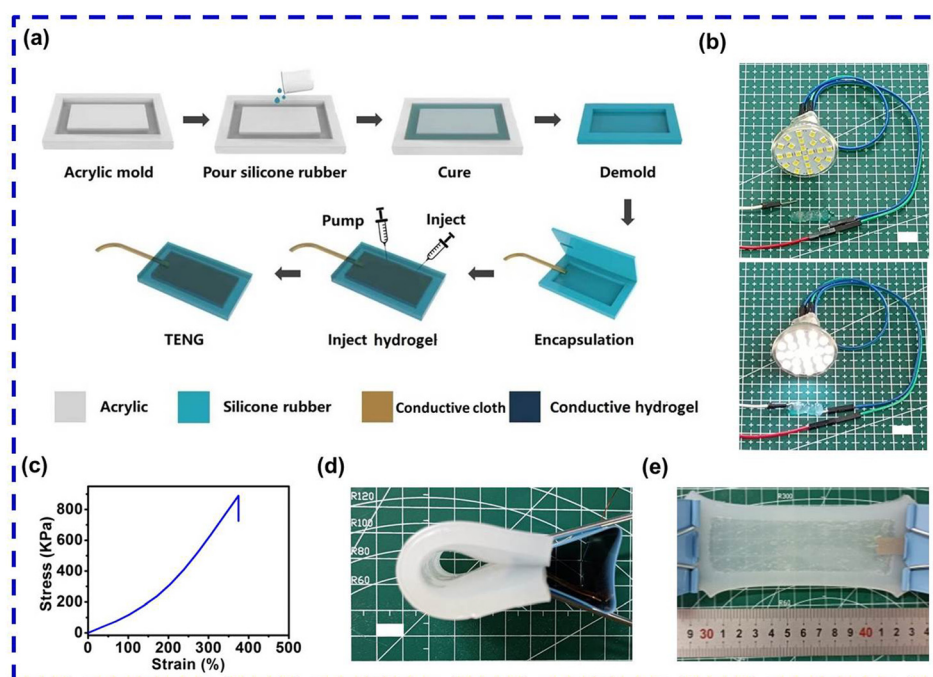 (a)
(b)
Acrylic mold
Pour silicone rubber
Cure
Demold
Pump
Inject
TENG
Inject hydrogel
Encapsulation
Acrylic
Silicone rubber
Conductive cloth
Conductive hydrogel
(c)
(d)
(e)
Stress (KPa)
800
600
400
200
0
0 100 200 300 400 500
Strain (%)
R120
R100
R80
R60
R300
9 30 1 2 3 4 5 6 7 8 9 40 1 2 3 4